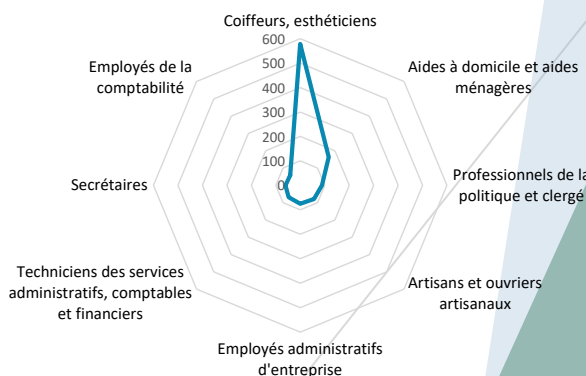 Coiffeurs, esthéticiens
600
500
400
300
200
100
0
Aides à domicile et aides
ménagères
Professionnels de la
politique et clergé
Artisans et ouvriers
artisanaux
Employés administratifs
d'entreprise
Techniciens des services
administratifs, comptables
et financiers
Secrétaires
Employés de la
comptabilité